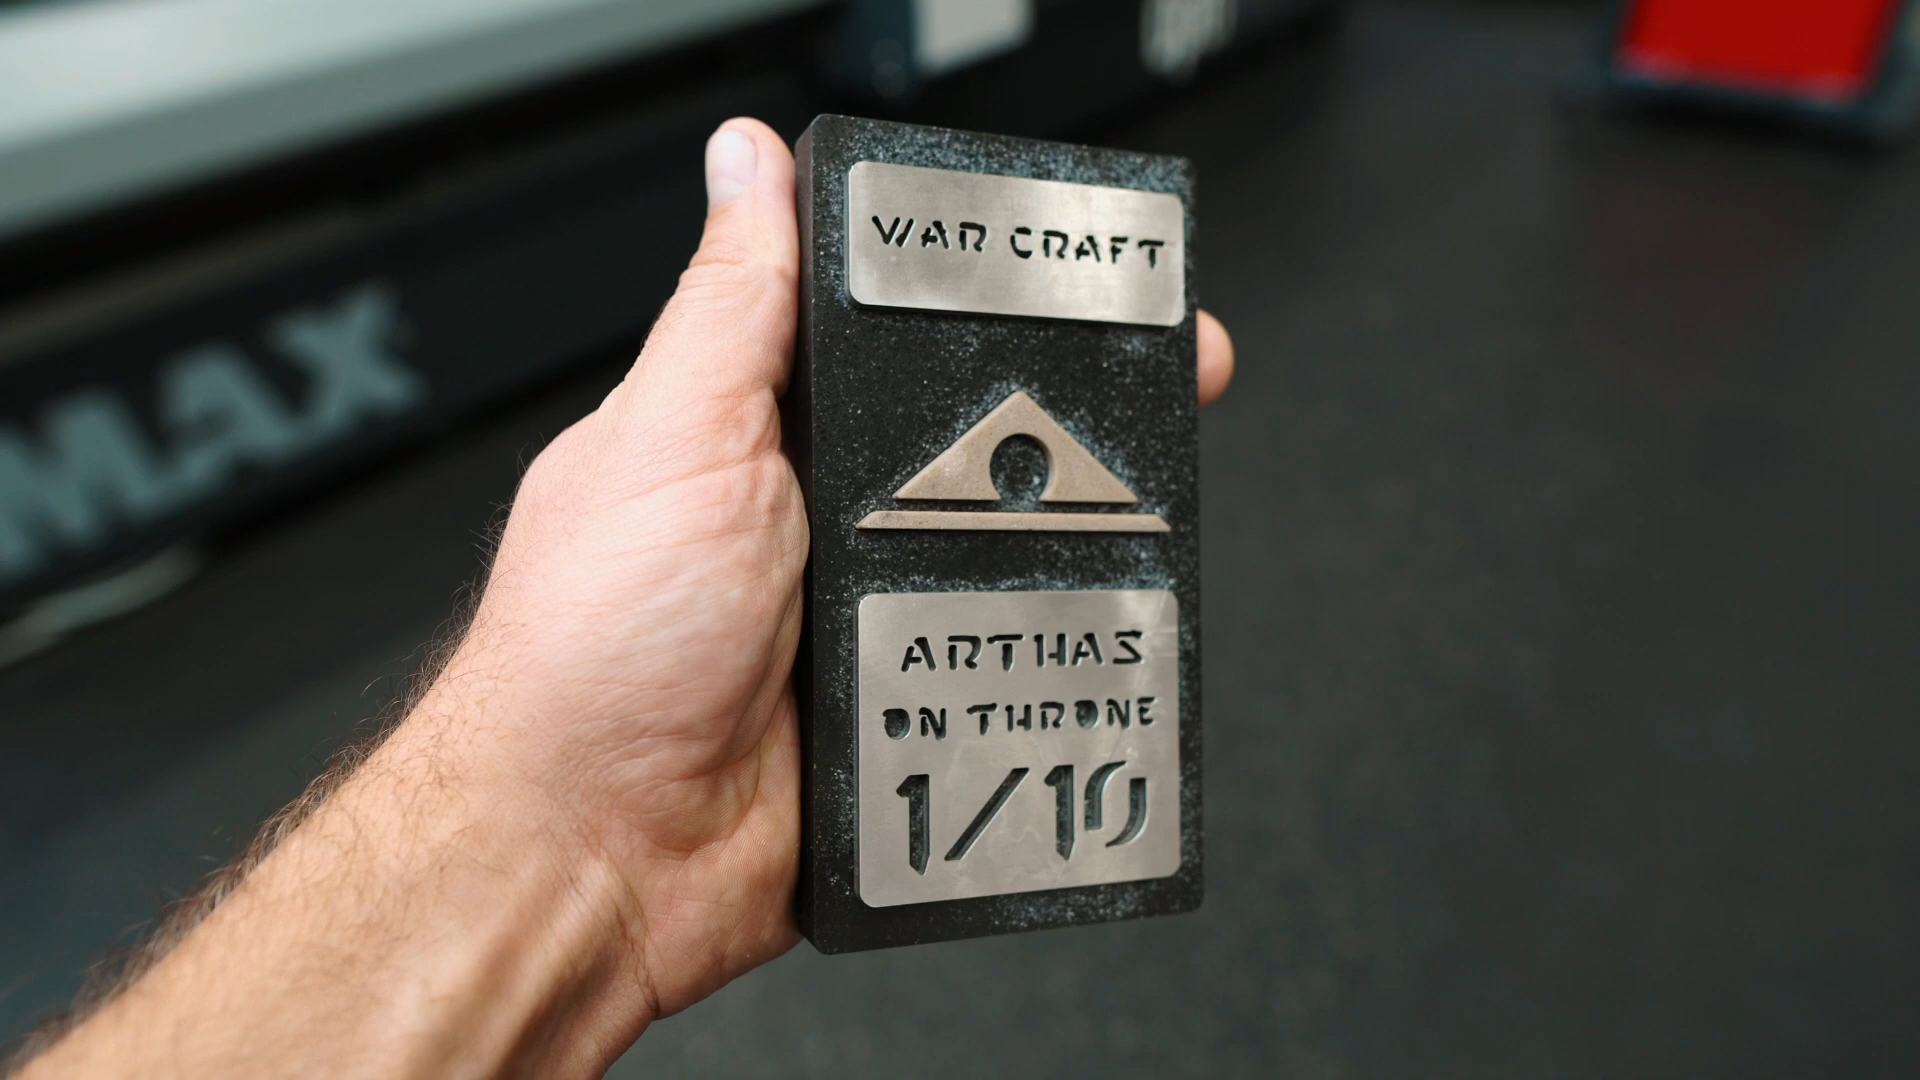 WAR CRAFT
ARTHAS
ON THRONE
1/10
MAX